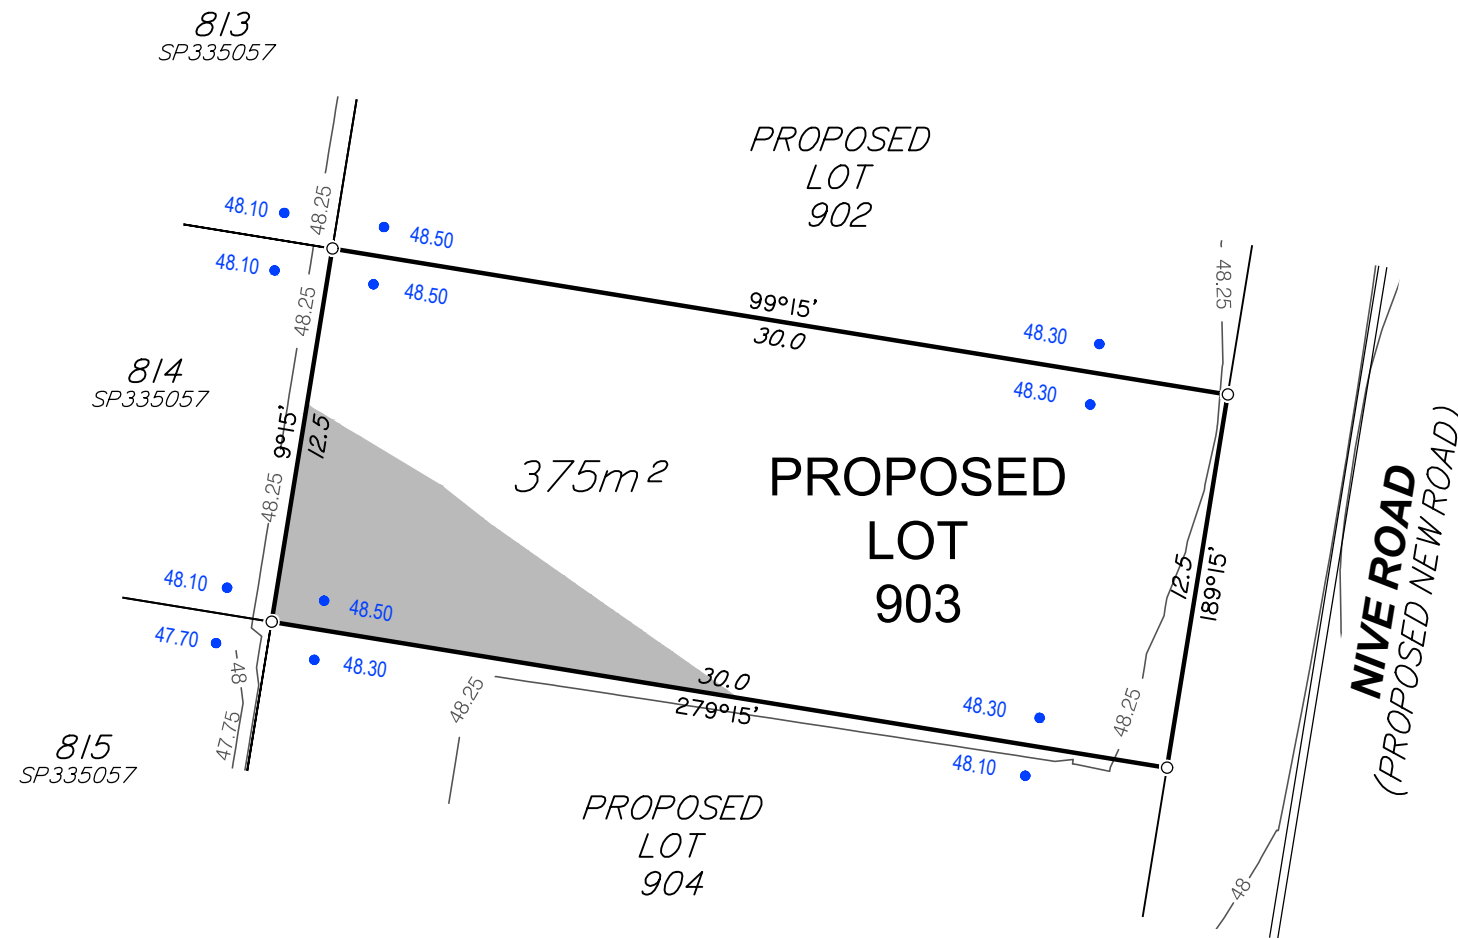 813
SP335057
PROPOSED
LOT
902
48.25
48.10
48.50
48.10
48.50
48.25
48.25
99°15'
30.0
48.30
48.30
814
SP335057
9°15'
12.5
48.25
375m²
PROPOSED
LOT
903
12.5
189°15'
NIVE ROAD
(PROPOSED NEW ROAD)
48.10
48.50
47.70
48.30
48
47.75
48.25
30.0
279°15'
48.30
48.25
48.10
815
SP335057
PROPOSED
LOT
904
48